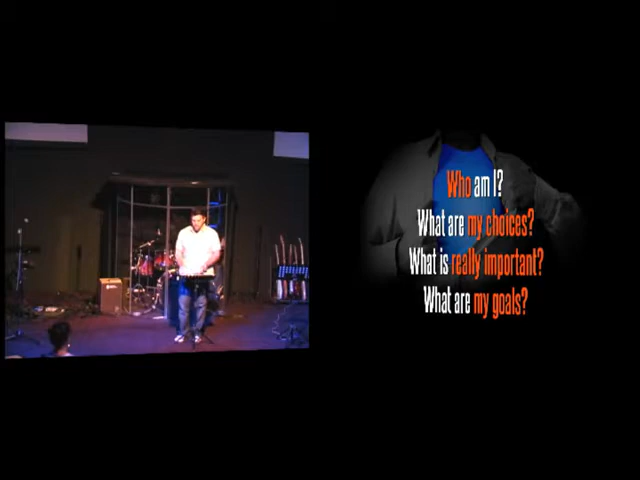 Who am I?
What are my choices?
What is really important?
What are my goals?